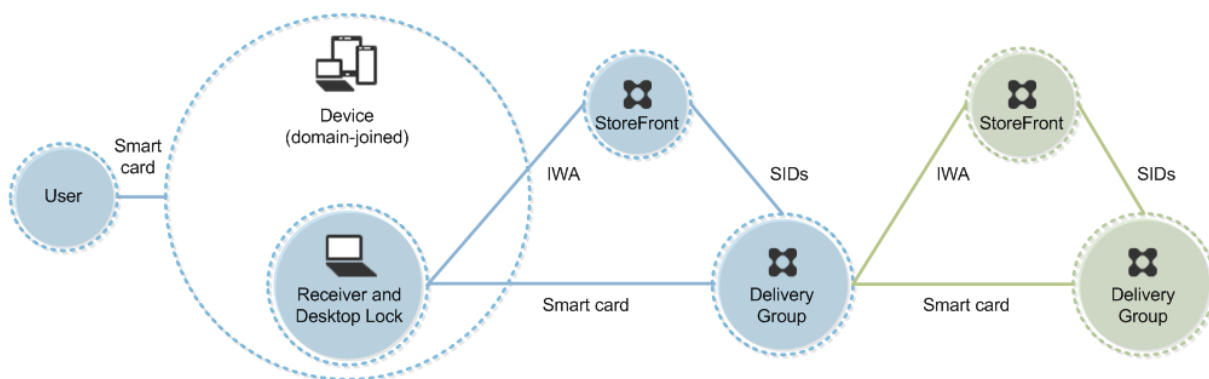 User
Smart
card
Device
(domain-joined)
Receiver and
Desktop Lock
IWA
StoreFront
SIDs
Smart card
Delivery
Group
IWA
StoreFront
SIDs
Smart card
Delivery
Group